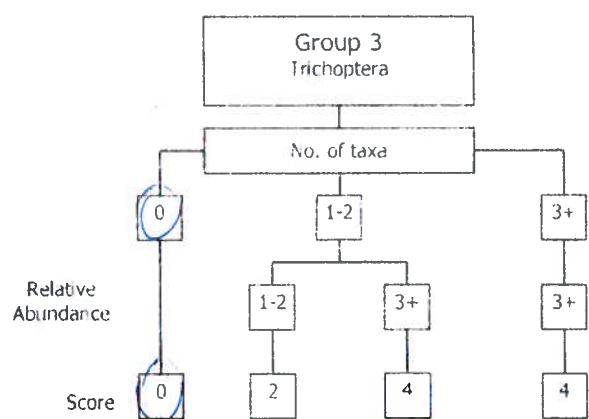 Group 3
Trichoptera
No. of taxa
0 1-2 3+
Relative
Abundance
1-2 3+ 3+
Score 0 2 4 4